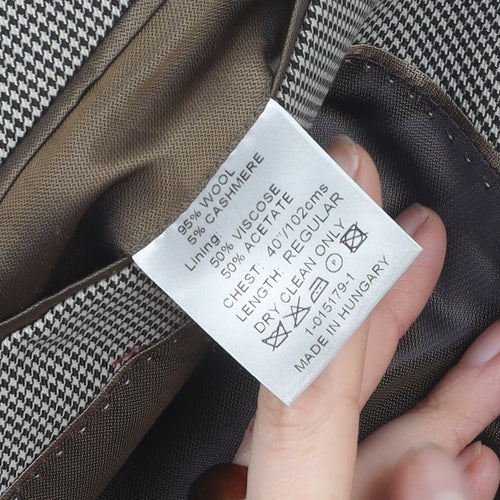 95% WOOL
5% CASHMERE
Lining:
50% VISCOSE
50% ACETATE
CHEST: 40"/102cms
LENGTH: REGULAR
DRY CLEAN ONLY
P
1-015179-1
MADE IN HUNGARY